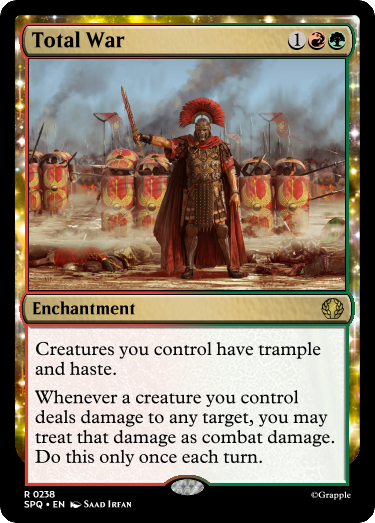 Total War
1
Enchantment
Creatures you control have trample
and haste.
Whenever a creature you control
deals damage to any target, you may
treat that damage as combat damage.
Do this only once each turn.
R 0238
SPQ • EN Saad Irfan
©Grapple